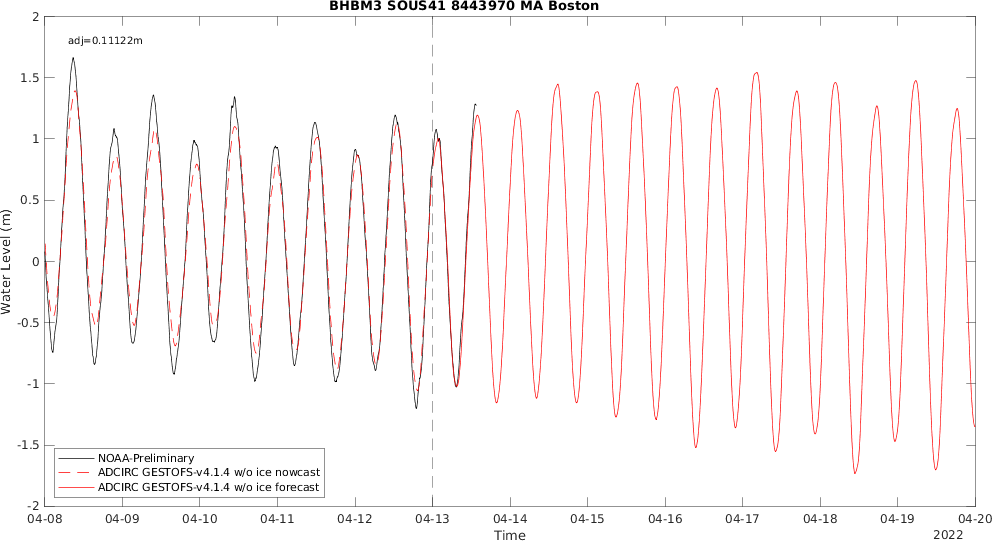 BHBM3 SOUS41 8443970 MA Boston
adj=0.11122m
2
1.5
1
0.5
0
-0.5
-1
-1.5
-2
Water Level (m)
NOAA-Preliminary
ADCIRC GESTOFS-v4.1.4 w/o ice nowcast
ADCIRC GESTOFS-v4.1.4 w/o ice forecast
04-08 04-09 04-10 04-11 04-12 04-13 04-14 04-15 04-16 04-17 04-18 04-19 04-20
Time
2022